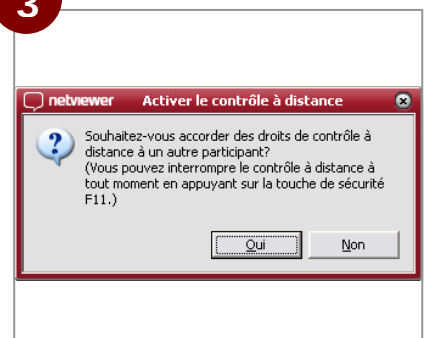 3
netviewer Activer le contrôle à distance
Souhaitez-vous accorder des droits de contrôle à
distance à un autre participant?
(Vous pouvez interrompre le contrôle à distance à
tout moment en appuyant sur la touche de sécurité
F11.)
Oui Non